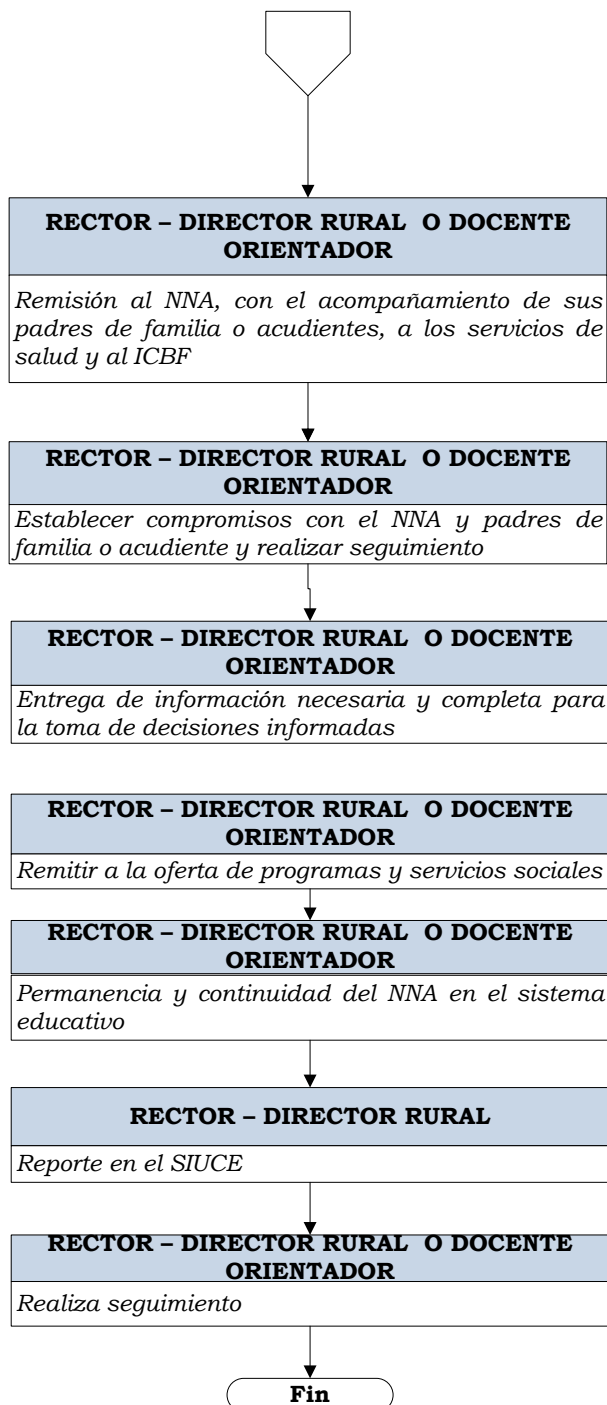 RECTOR – DIRECTOR RURAL O DOCENTE
ORIENTADOR
Remisión al NNA, con el acompañamiento de sus
padres de familia o acudientes, a los servicios de
salud y al ICBF
RECTOR – DIRECTOR RURAL O DOCENTE
ORIENTADOR
Establecer compromisos con el NNA y padres de
familia o acudiente y realizar seguimiento
RECTOR – DIRECTOR RURAL O DOCENTE
ORIENTADOR
Entrega de información necesaria y completa para
la toma de decisiones informadas
RECTOR – DIRECTOR RURAL O DOCENTE
ORIENTADOR
Remitir a la oferta de programas y servicios sociales
RECTOR – DIRECTOR RURAL O DOCENTE
ORIENTADOR
Permanencia y continuidad del NNA en el sistema
educativo
RECTOR – DIRECTOR RURAL
Reporte en el SIUCE
RECTOR – DIRECTOR RURAL O DOCENTE
ORIENTADOR
Realiza seguimiento
Fin